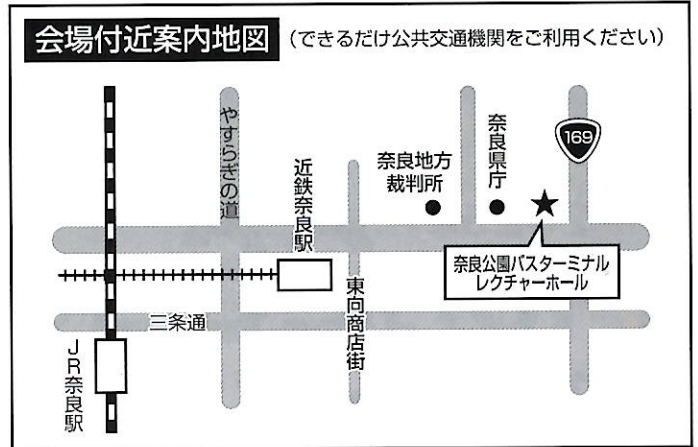 会場付近案内地図
（できるだけ公共交通機関をご利用ください）
やすらぎの道
近鉄奈良駅
奈良地方
裁判所
奈良県庁
169
奈良公園バスターミナル
レクチャーホール
東向商店街
三条通
JR奈良駅